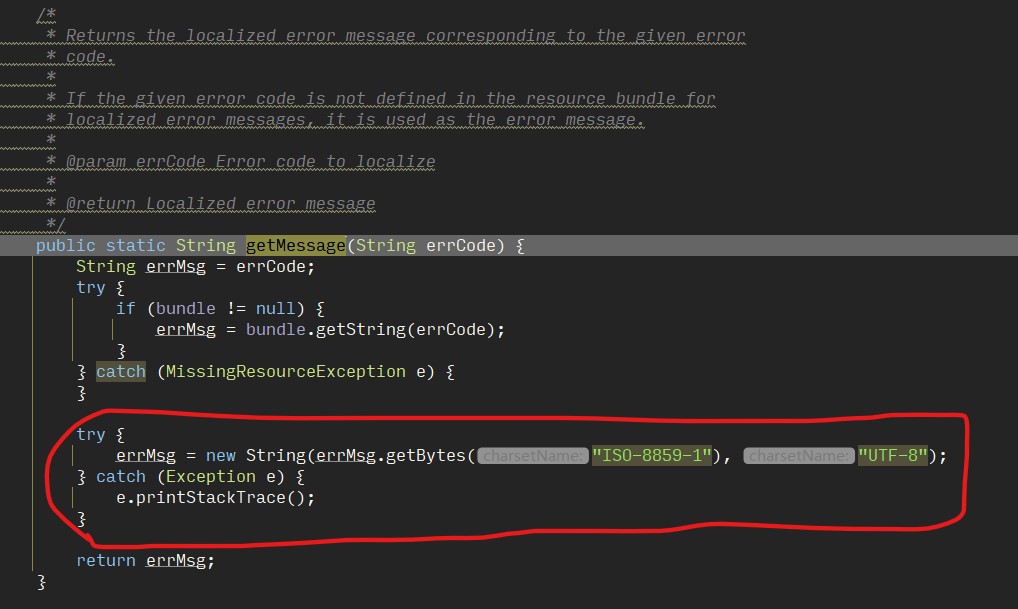 /*
* Returns the localized error message corresponding to the given error
* code.
*
* If the given error code is not defined in the resource bundle for
* localized error messages, it is used as the error message.
*
* @param errCode Error code to localize
*
* @return Localized error message
*/
public static String getMessage(String errCode) {
String errMsg = errCode;
try {
if (bundle != null) {
errMsg = bundle.getString(errCode);
}
} catch (MissingResourceException e) {
}
try {
errMsg = new String(errMsg.getBytes( charsetName: "ISO-8859-1"), charsetName: "UTF-8");
} catch (Exception e) {
e.printStackTrace();
}
return errMsg;
}